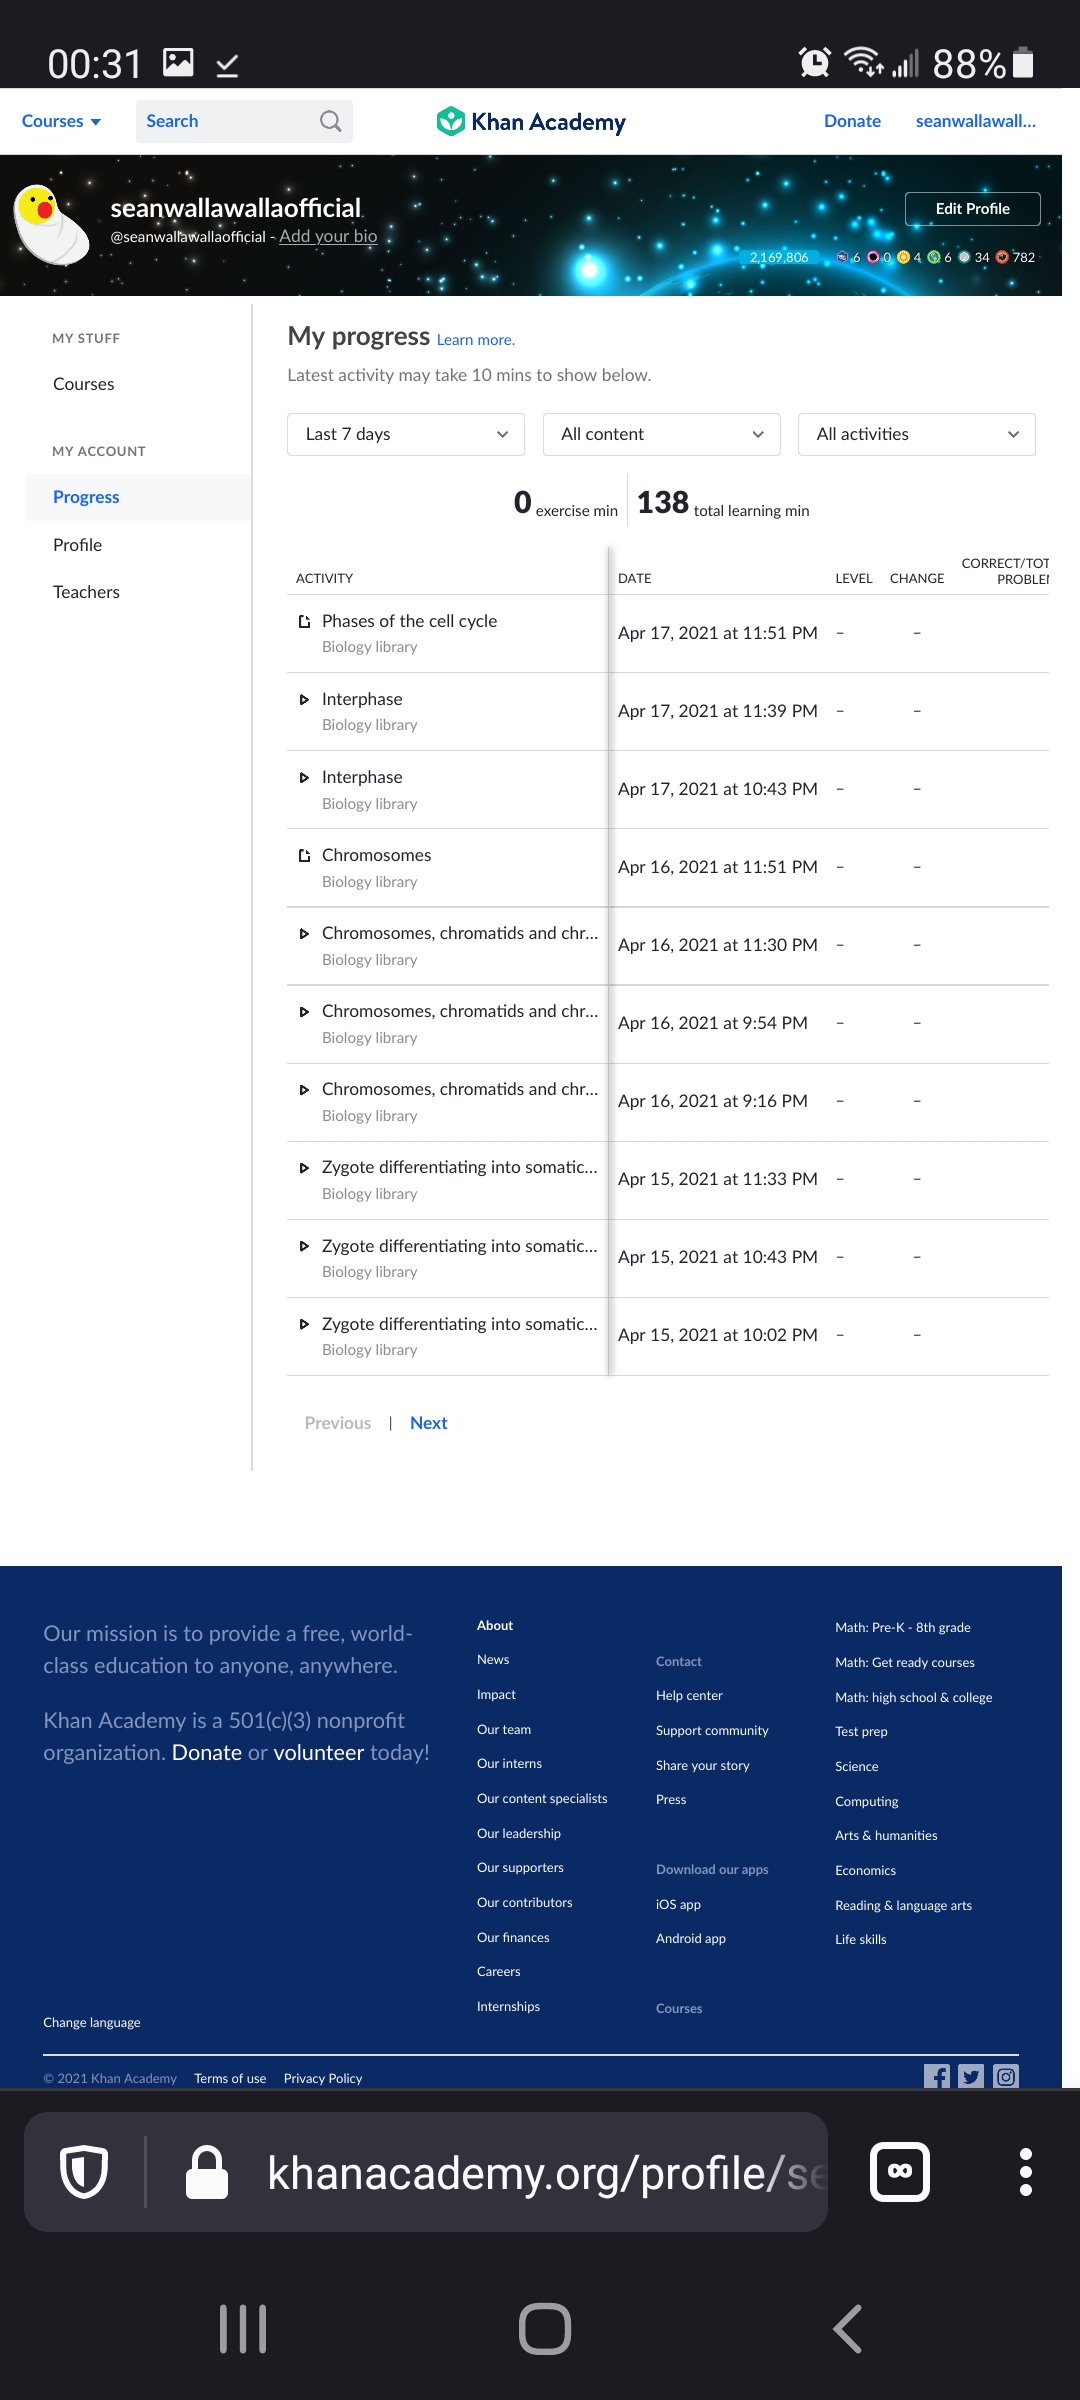 00:31
88%
Courses
Search
Khan Academy
Donate
seanwallawall...
seanwallawallaofficial
@seanwallawallaofficial - Add your bio
Edit Profile
2,169,806 6 0 4 6 34 782
MY STUFF
Courses
MY ACCOUNT
Progress
Profile
Teachers
My progress Learn more.
Latest activity may take 10 mins to show below.
Last 7 days
All content
All activities
0 exercise min
138 total learning min
ACTIVITY DATE LEVEL CHANGE CORRECT/TOT
PROBLEM
Phases of the cell cycle
Biology library
Apr 17, 2021 at 11:51 PM – –
Interphase
Biology library
Apr 17, 2021 at 11:39 PM – –
Interphase
Biology library
Apr 17, 2021 at 10:43 PM – –
Chromosomes
Biology library
Apr 16, 2021 at 11:51 PM – –
Chromosomes, chromatids and chr...
Biology library
Apr 16, 2021 at 11:30 PM – –
Chromosomes, chromatids and chr...
Biology library
Apr 16, 2021 at 9:54 PM – –
Chromosomes, chromatids and chr...
Biology library
Apr 16, 2021 at 9:16 PM – –
Zygote differentiating into somatic...
Biology library
Apr 15, 2021 at 11:33 PM – –
Zygote differentiating into somatic...
Biology library
Apr 15, 2021 at 10:43 PM – –
Zygote differentiating into somatic...
Biology library
Apr 15, 2021 at 10:02 PM – –
Previous | Next
Our mission is to provide a free, world-
class education to anyone, anywhere.
Khan Academy is a 501(c)(3) nonprofit
organization. Donate or volunteer today!
Change language
About
News
Impact
Our team
Our interns
Our content specialists
Our leadership
Our supporters
Our contributors
Our finances
Careers
Internships
Contact
Help center
Support community
Share your story
Press
Download our apps
iOS app
Android app
Courses
Math: Pre-K - 8th grade
Math: Get ready courses
Math: high school & college
Test prep
Science
Computing
Arts & humanities
Economics
Reading & language arts
Life skills
© 2021 Khan Academy Terms of use Privacy Policy
khanacademy.org/profile/se